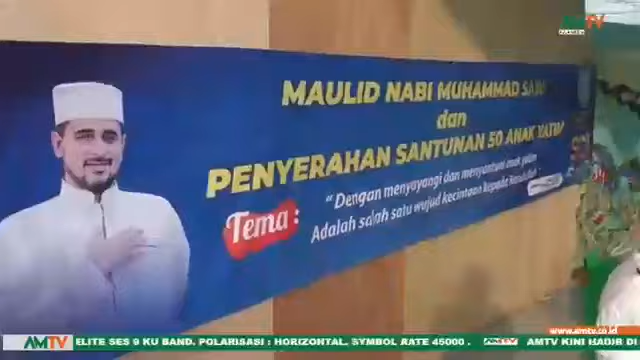 AMTV
MAULID NABI MUHAMMAD SAW
dan
PENYERAHAN SANTUNAN 50 ANAK YATIM
Tema :
"Dengan menyayangi dan menyantuni anak yatim
Adalah salah satu wujud kecintaan kepada Rasulullah"
www.amtv.co.id
AMTV ELITE SES 9 KU BAND. POLARISASI : HORIZONTAL. SYMBOL RATE 45000 . AMTV AMTV KINI HADIR DI